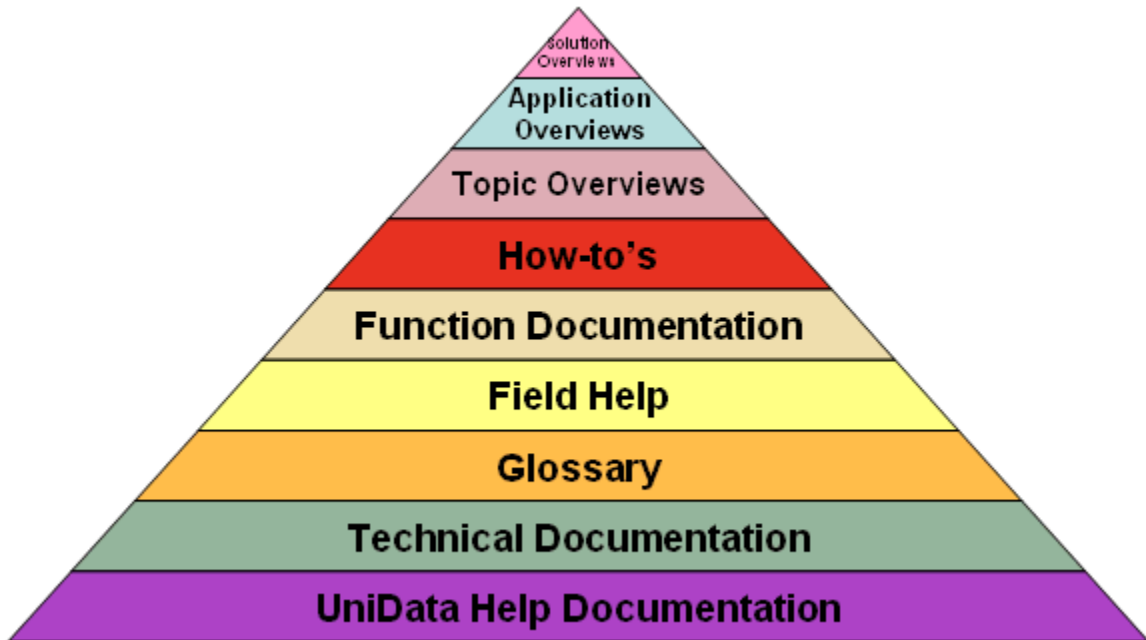 Solution
Overviews
Application
Overviews
Topic Overviews
How-to’s
Function Documentation
Field Help
Glossary
Technical Documentation
UniData Help Documentation